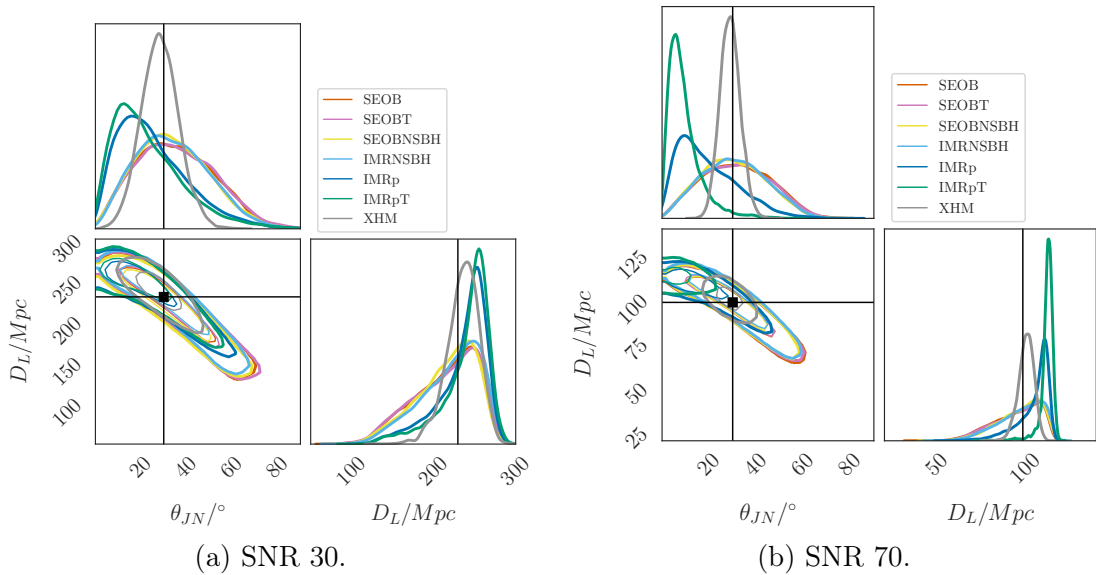 SEOB
SEOBT
SEOBNSBH
IMRNSBH
IMRp
IMRpT
XHM
300
250
200
150
100
D_L/Mpc
20 40 60 80
θ_JN/°
100 200 300
D_L/Mpc
(a) SNR 30.
SEOB
SEOBT
SEOBNSBH
IMRNSBH
IMRp
IMRpT
XHM
125
100
75
50
25
D_L/Mpc
20 40 60 80
θ_JN/°
50 100
D_L/Mpc
(b) SNR 70.